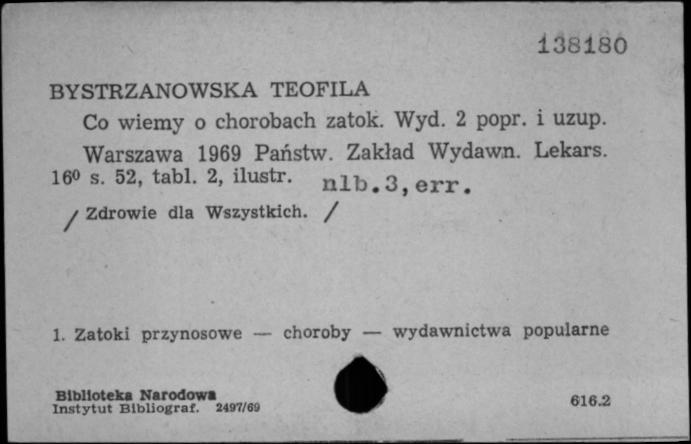 138180
BYSTRZANOWSKA TEOFILA
Co wiemy o chorobach zatok. Wyd. 2 popr. i uzup.
Warszawa 1969 Państw. Zakład Wydawn. Lekars.
16⁰ s. 52, tabl. 2, ilustr. nlb.3,err.
/ Zdrowie dla Wszystkich. /
1. Zatoki przynosowe — choroby — wydawnictwa popularne
Biblioteka Narodowa
Instytut Bibliograf. 2497/69
616.2